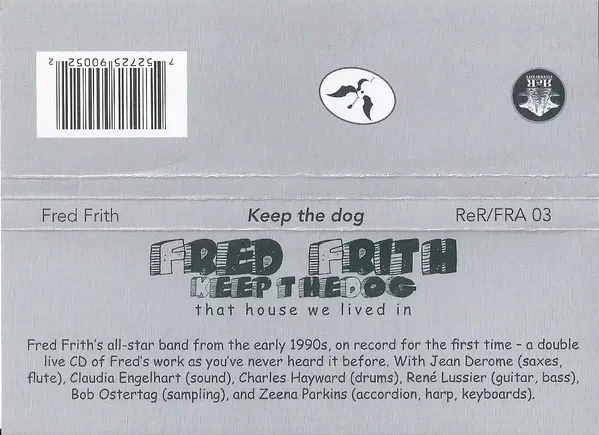 7 52725 90052 2
ReR
Fred Frith Keep the dog ReR/FRA 03
FRED FRITH
KEEP THE DOG
that house we lived in
Fred Frith's all-star band from the early 1990s, on record for the first time – a double
live CD of Fred's work as you've never heard it before. With Jean Derome (saxes,
flute), Claudia Engelhart (sound), Charles Hayward (drums), René Lussier (guitar, bass),
Bob Ostertag (sampling), and Zeena Parkins (accordion, harp, keyboards).